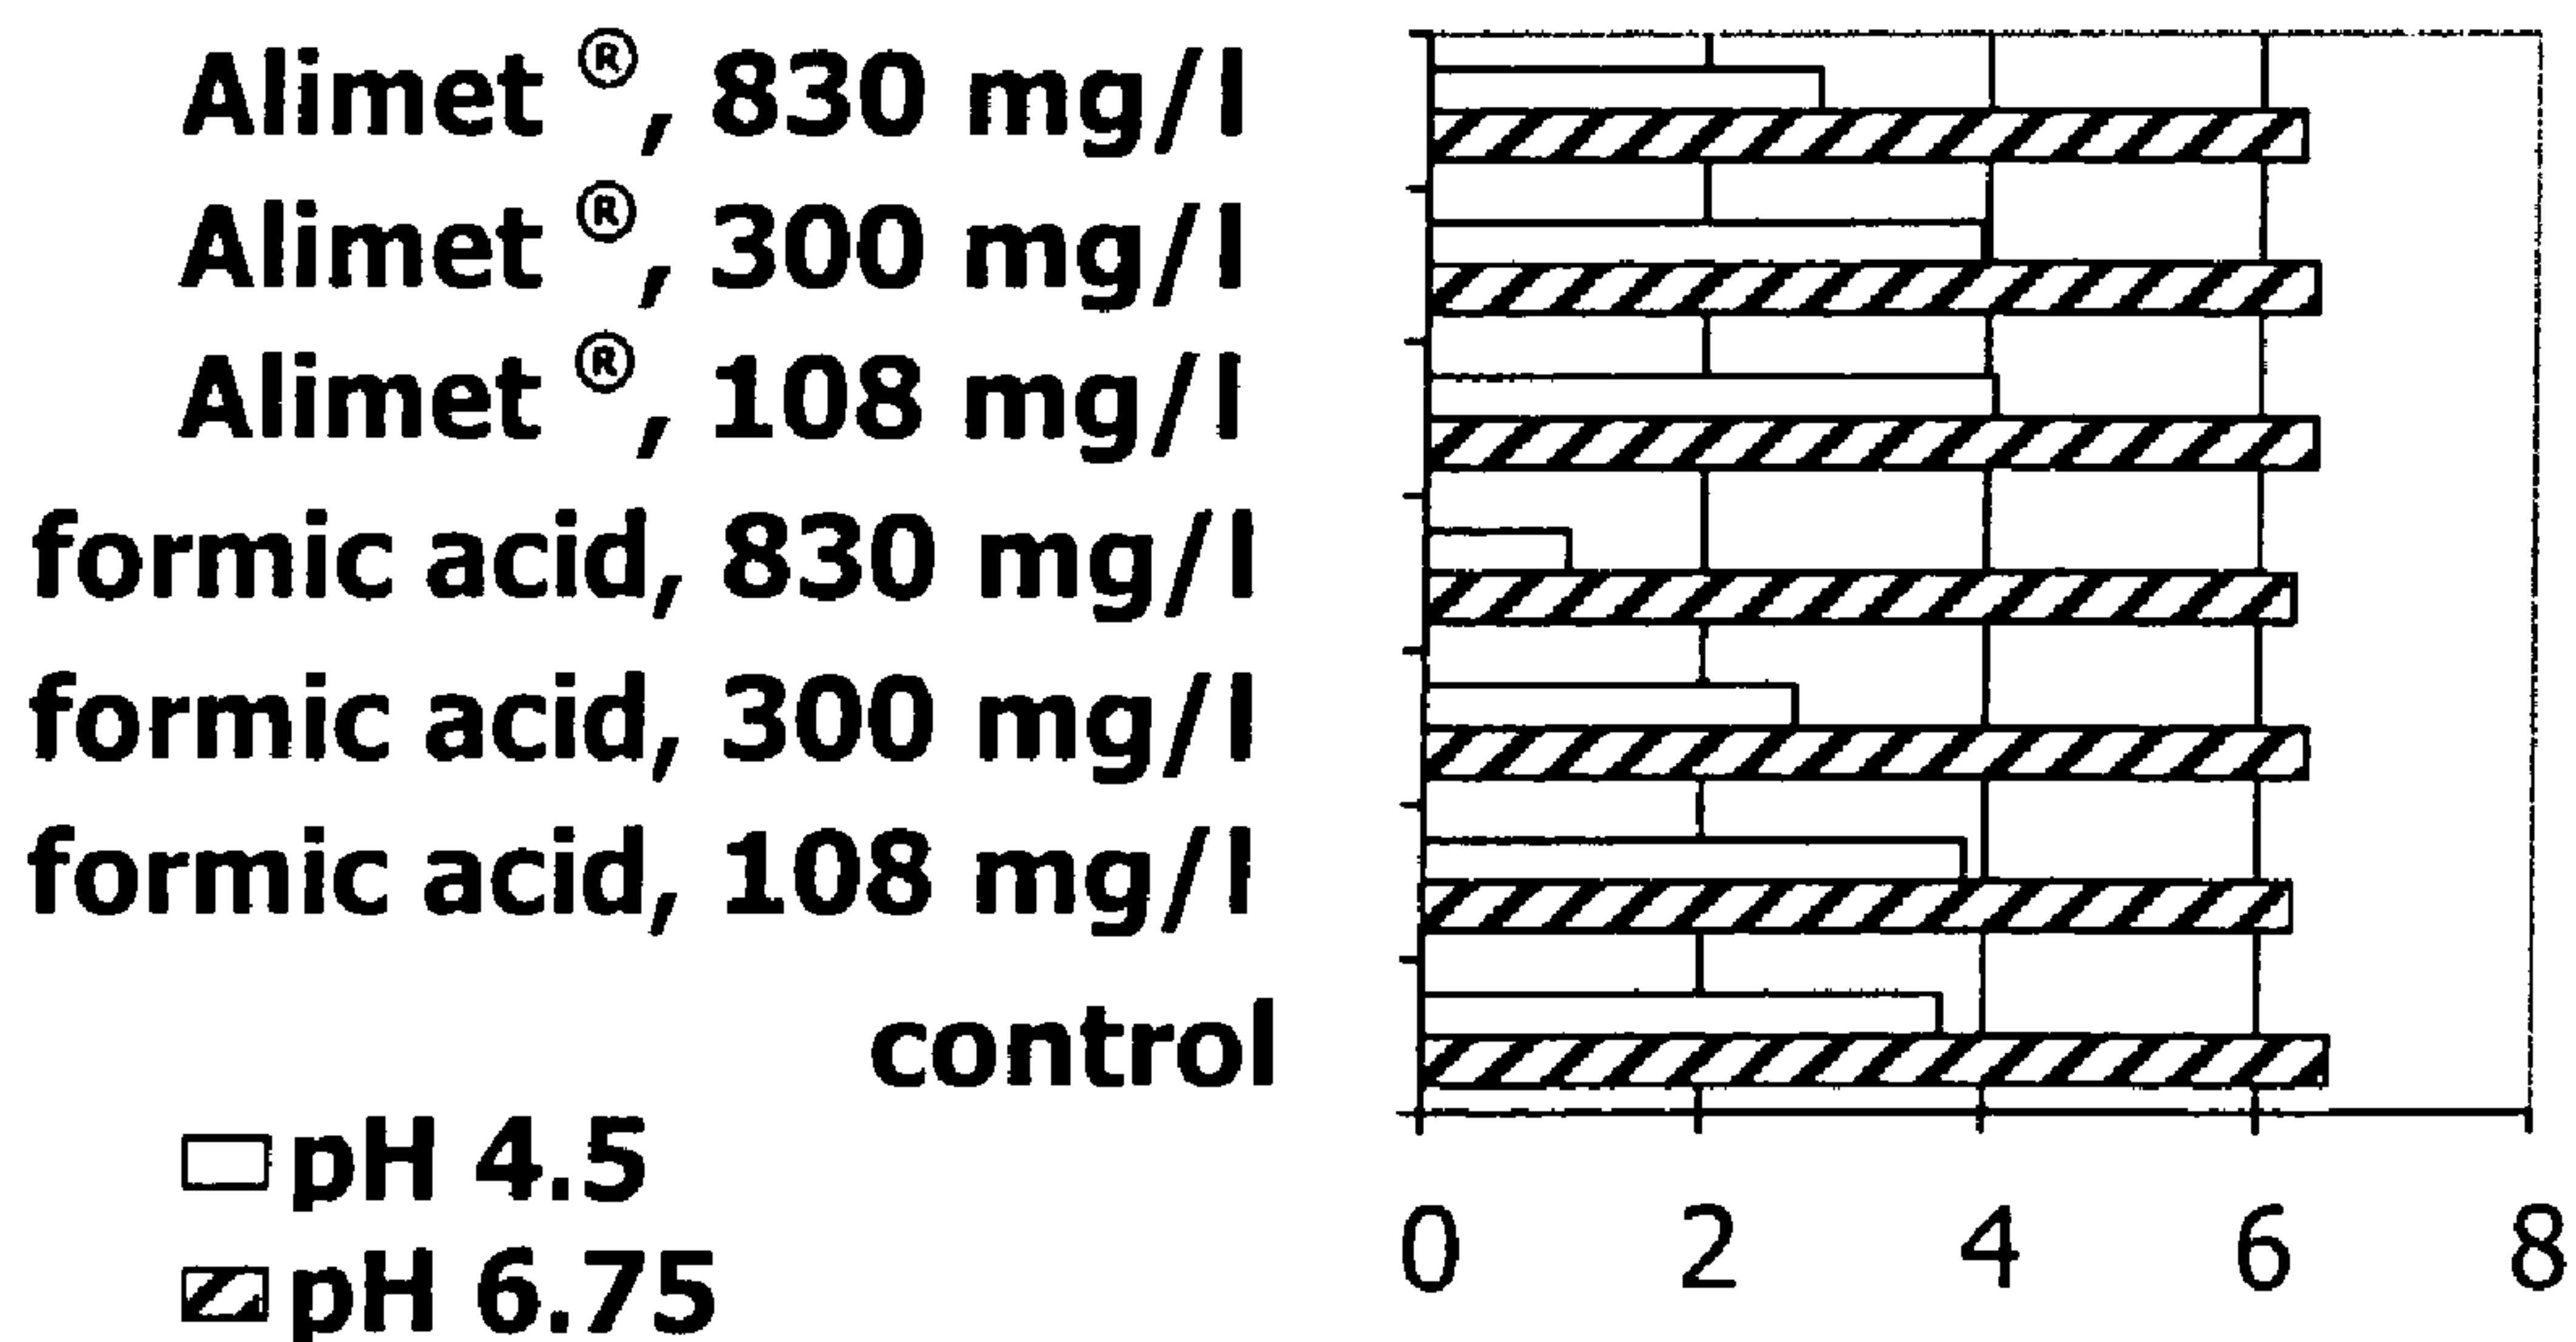 Alimet ®, 830 mg/l
Alimet ®, 300 mg/l
Alimet ®, 108 mg/l
formic acid, 830 mg/l
formic acid, 300 mg/l
formic acid, 108 mg/l
control
pH 4.5
pH 6.75
0 2 4 6 8